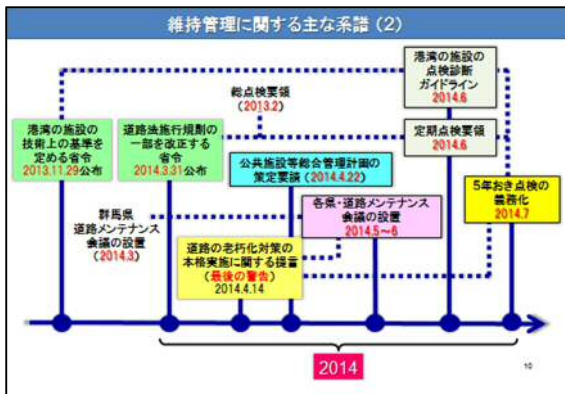 維持管理に関する主な系譜（2）
港湾の施設の
点検診断
ガイドライン
2014.6
総点検要領
（2013.2）
港湾の施設の
技術上の基準を
定める省令
2013.11.29公布
道路法施行規則の
一部を改正する
省令
2014.3.31公布
定期点検要領
2014.6
公共施設等総合管理計画の
策定要請（2014.4.22）
5年おき点検の
義務化
2014.7
各県・道路メンテナンス
会議の設置
2014.5～6
群馬県
道路メンテナンス
会議の設置
（2014.3）
道路の老朽化対策の
本格実施に関する提言
（最後の警告）
2014.4.14
2014
10